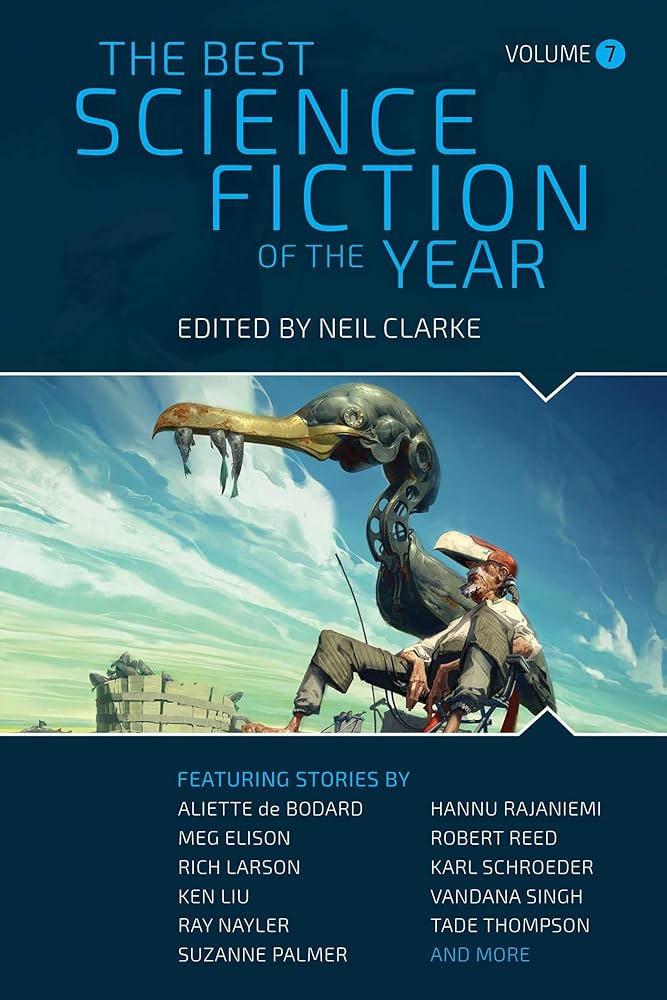 VOLUME 7
THE BEST
SCIENCE
FICTION
OF THE YEAR
EDITED BY NEIL CLARKE
FEATURING STORIES BY
ALIETTE de BODARD
MEG ELISON
RICH LARSON
KEN LIU
RAY NAYLER
SUZANNE PALMER
HANNU RAJANIEMI
ROBERT REED
KARL SCHROEDER
VANDANA SINGH
TADE THOMPSON
AND MORE